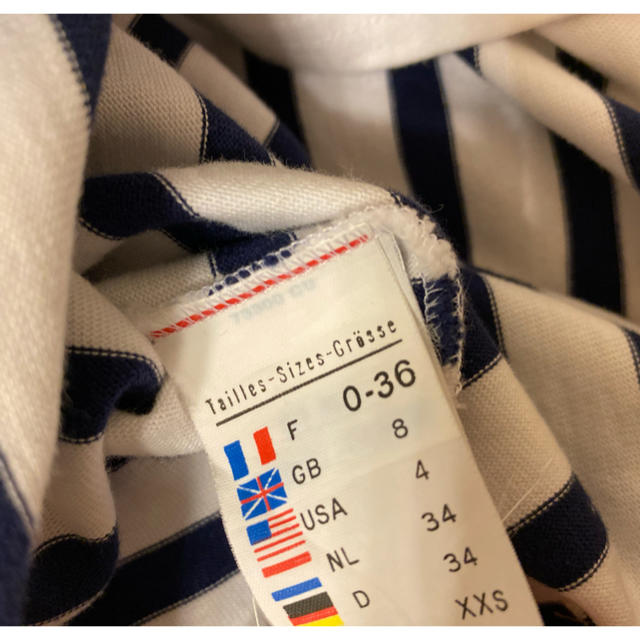 Tailles-Sizes-Grösse
F 0-36
GB 8
USA 4
NL 34
D 34
XXS